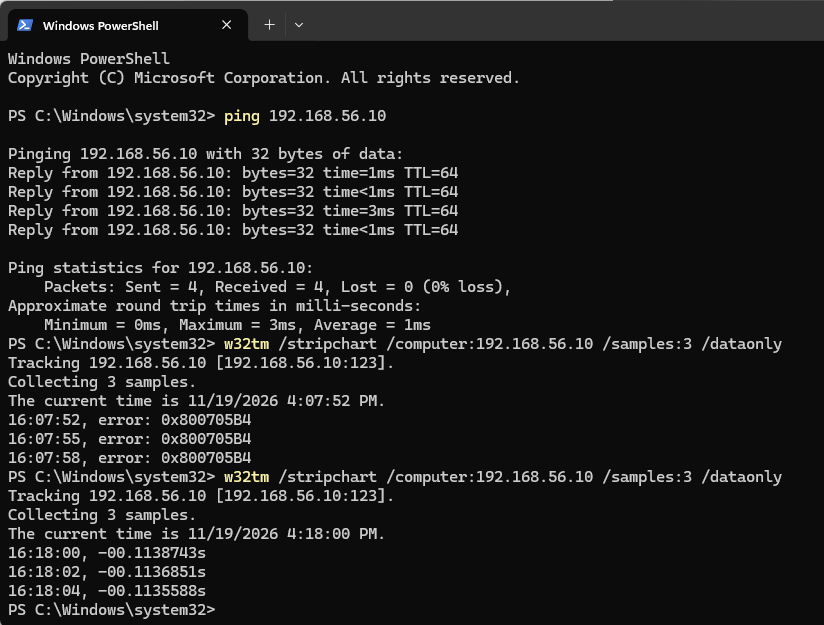 Windows PowerShell
Windows PowerShell
Copyright (C) Microsoft Corporation. All rights reserved.
PS C:\Windows\system32> ping 192.168.56.10
Pinging 192.168.56.10 with 32 bytes of data:
Reply from 192.168.56.10: bytes=32 time=1ms TTL=64
Reply from 192.168.56.10: bytes=32 time<1ms TTL=64
Reply from 192.168.56.10: bytes=32 time=3ms TTL=64
Reply from 192.168.56.10: bytes=32 time<1ms TTL=64
Ping statistics for 192.168.56.10:
    Packets: Sent = 4, Received = 4, Lost = 0 (0% loss),
Approximate round trip times in milli-seconds:
    Minimum = 0ms, Maximum = 3ms, Average = 1ms
PS C:\Windows\system32> w32tm /stripchart /computer:192.168.56.10 /samples:3 /dataonly
Tracking 192.168.56.10 [192.168.56.10:123].
Collecting 3 samples.
The current time is 11/19/2026 4:07:52 PM.
16:07:52, error: 0x800705B4
16:07:55, error: 0x800705B4
16:07:58, error: 0x800705B4
PS C:\Windows\system32> w32tm /stripchart /computer:192.168.56.10 /samples:3 /dataonly
Tracking 192.168.56.10 [192.168.56.10:123].
Collecting 3 samples.
The current time is 11/19/2026 4:18:00 PM.
16:18:00, -00.1138743s
16:18:02, -00.1136851s
16:18:04, -00.1135588s
PS C:\Windows\system32>